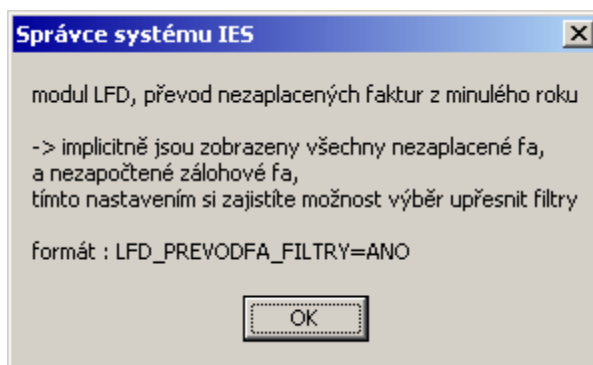 Správce systému IES
modul LFD, převod nezaplacených faktur z minulého roku
-> implicitně jsou zobrazeny všechny nezaplacené fa,
a nezapočtené zálohové fa,
tímto nastavením si zajistíte možnost výběr upřesnit filtry
formát : LFD_PREVODFA_FILTRY=ANO
OK